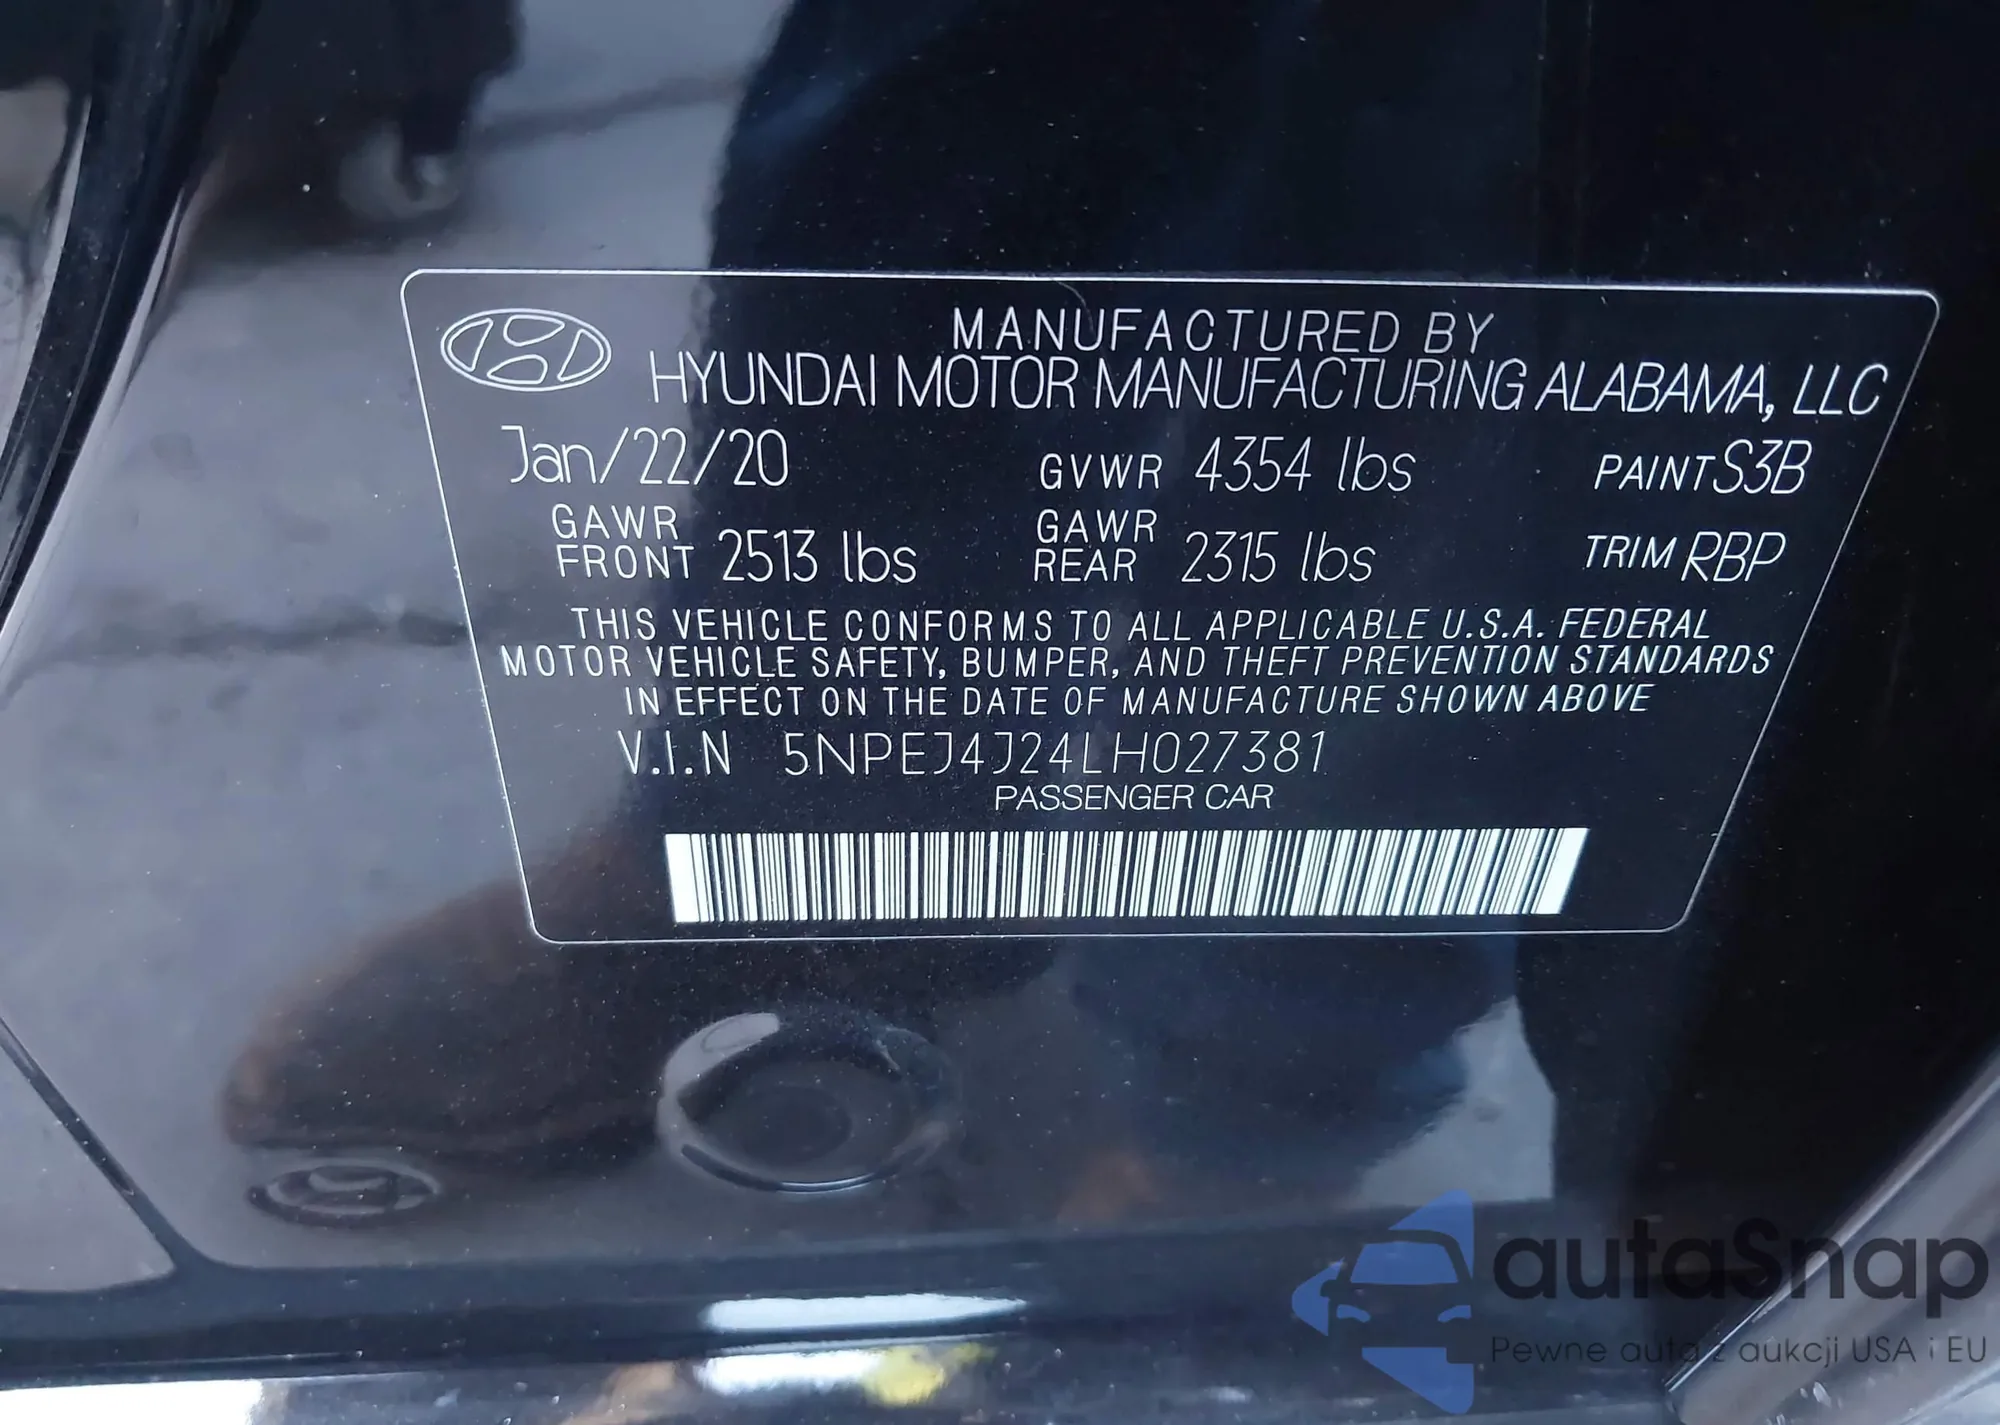 MANUFACTURED BY
HYUNDAI MOTOR MANUFACTURING ALABAMA, LLC
Jan/22/20 GVWR 4354 lbs PAINT S3B
GAWR FRONT 2513 lbs GAWR REAR 2315 lbs TRIM RBP
THIS VEHICLE CONFORMS TO ALL APPLICABLE U.S.A. FEDERAL
MOTOR VEHICLE SAFETY, BUMPER, AND THEFT PREVENTION STANDARDS
IN EFFECT ON THE DATE OF MANUFACTURE SHOWN ABOVE
V.I.N 5NPEJ4J24LH027381
PASSENGER CAR
autaSnap
Pewne auta z aukcji USA i EU